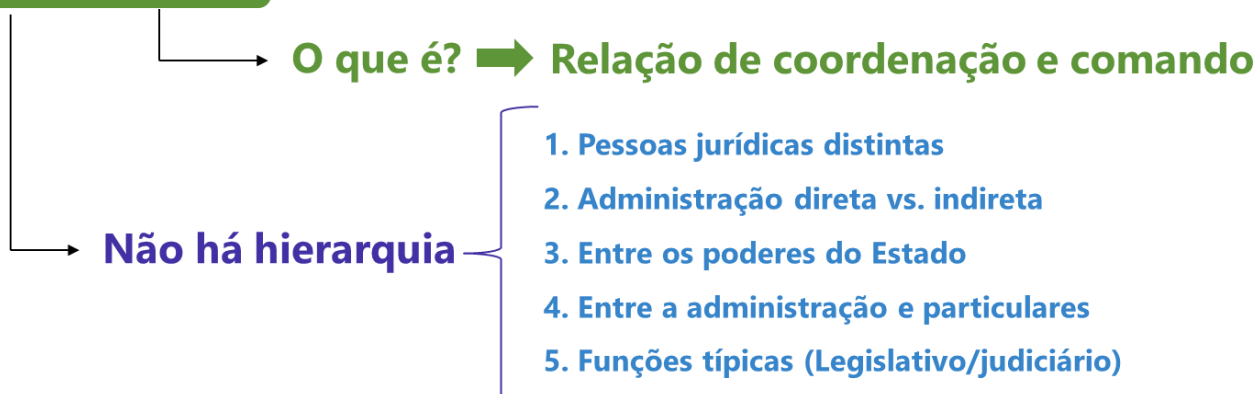 O que é? Relação de coordenação e comando
1. Pessoas jurídicas distintas
2. Administração direta vs. indireta
Não há hierarquia
3. Entre os poderes do Estado
4. Entre a administração e particulares
5. Funções típicas (Legislativo/judiciário)